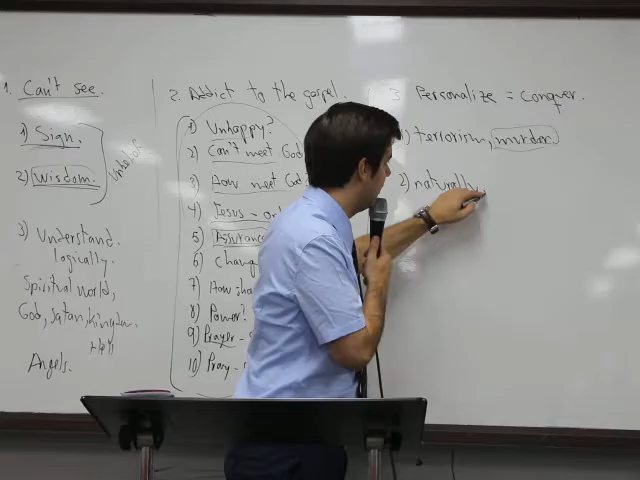 1. Can't see.
1) Sign.
2) Wisdom.
3) Understand
logically.
Spiritual world,
God, Satan, kingdom,
Hell
Angels.
2. Addict to the gospel.
1) Unhappy?
2) Can't meet God
3) How meet God?
4) Jesus - only
5) Assurance
6) chang
7) How sha
8) Power?
9) Prayer -
10) Pray -
3 Personalize = Conquer.
1) terrorism, murder.
2) naturally